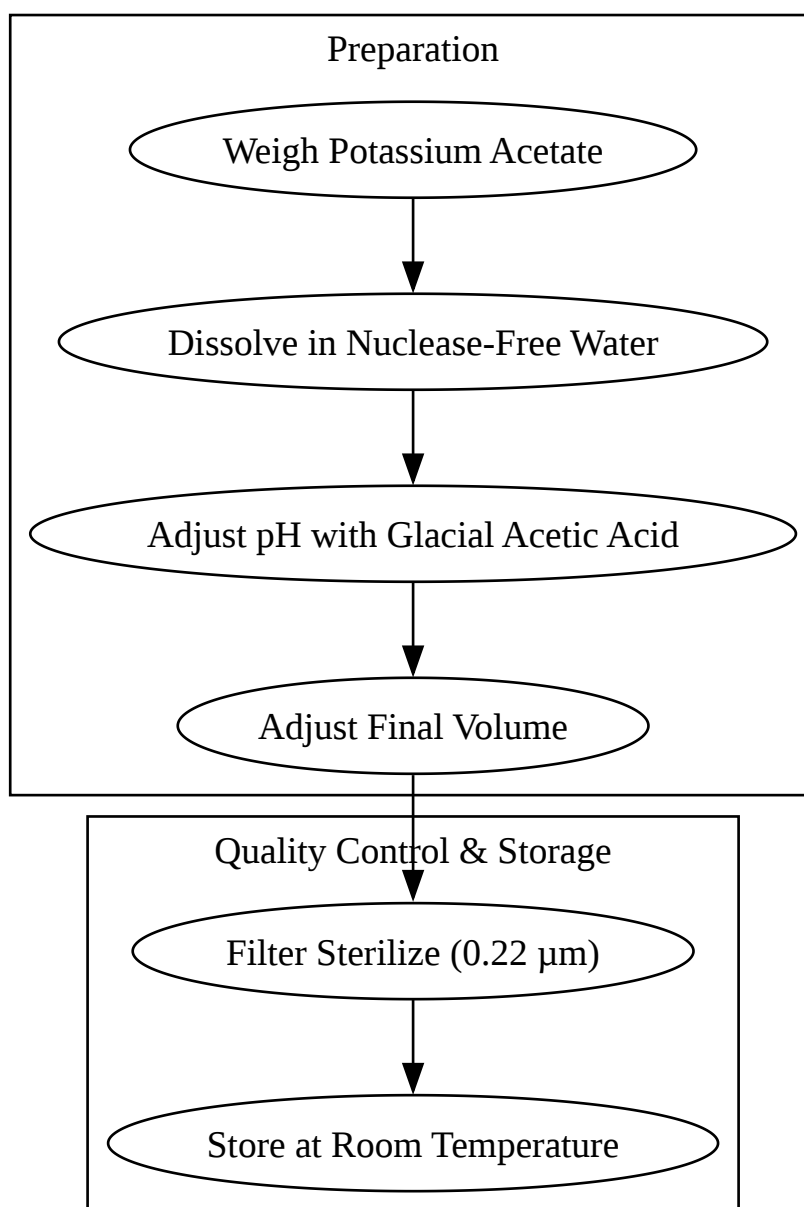 Preparation
Weigh Potassium Acetate
Dissolve in Nuclease-Free Water
Adjust pH with Glacial Acetic Acid
Adjust Final Volume
Quality Control & Storage
Filter Sterilize (0.22 µm)
Store at Room Temperature